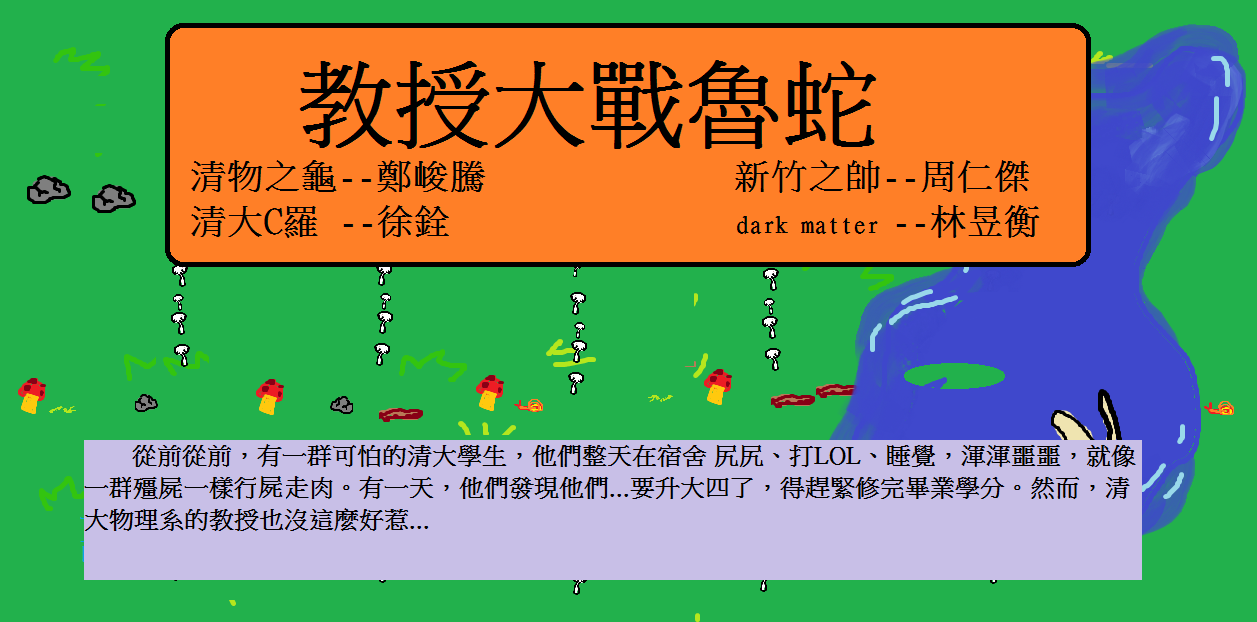 教授大戰魯蛇
清物之龜--鄭峻騰
新竹之帥--周仁傑
清大C羅 --徐銓
dark matter --林昱衡
從前從前，有一群可怕的清大學生，他們整天在宿舍 尻尻、打LOL、睡覺，渾渾噩噩，就像
一群殭屍一樣行屍走肉。有一天，他們發現他們...要升大四了，得趕緊修完畢業學分。然而，清
大物理系的教授也沒這麼好惹...